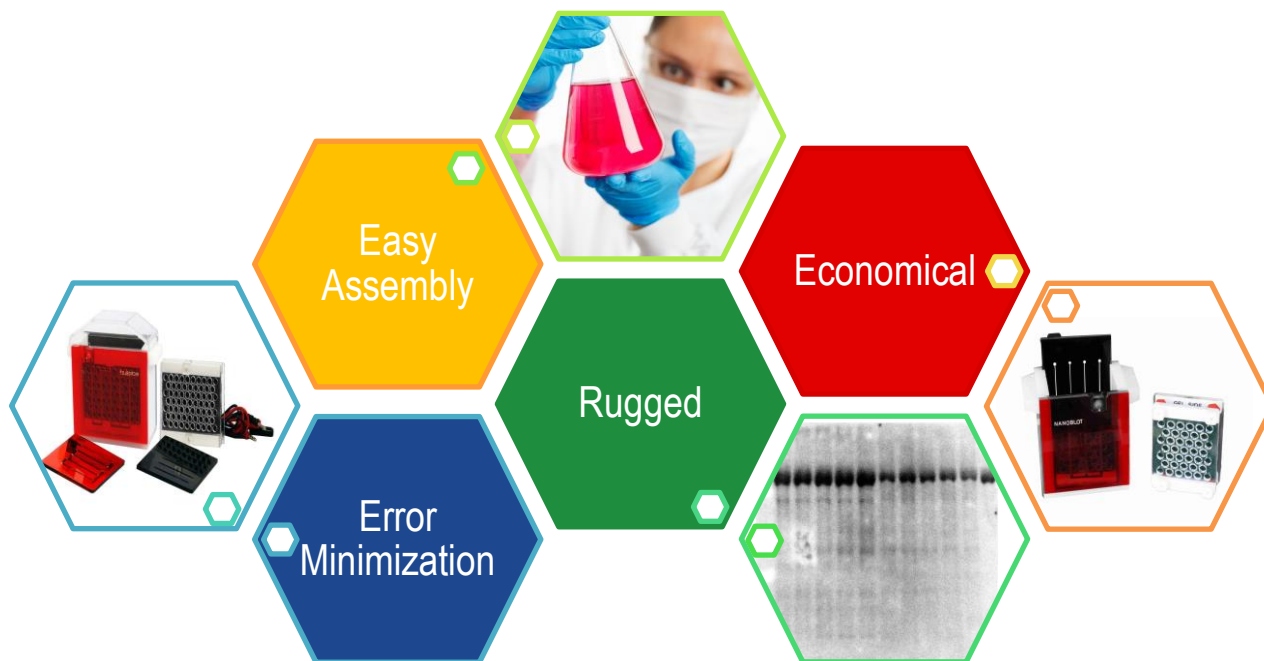 Easy
Assembly
Economical
Rugged
Error
Minimization
NANOBLOT